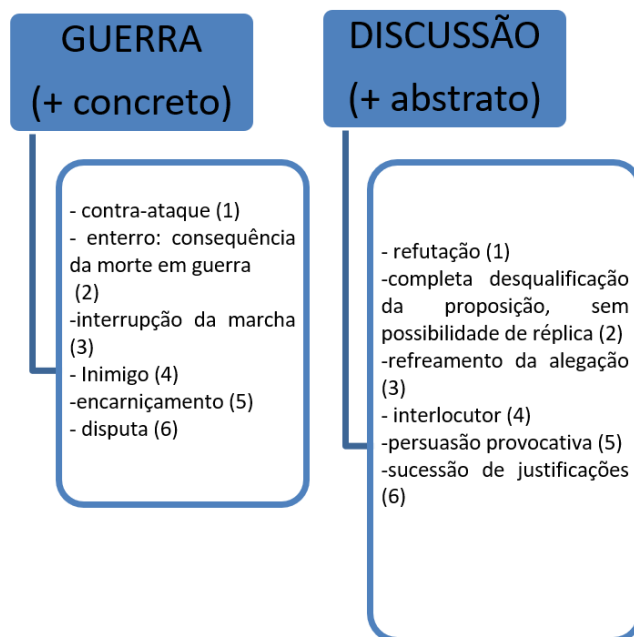 GUERRA
(+ concreto)
- contra-ataque (1)
- enterro: consequência
da morte em guerra
(2)
-interrupção da marcha
(3)
- Inimigo (4)
-encarniçamento (5)
- disputa (6)
DISCUSSÃO
(+ abstrato)
- refutação (1)
-completa desqualificação
da proposição, sem
possibilidade de réplica (2)
-refreamento da alegação
(3)
- interlocutor (4)
-persuasão provocativa (5)
-sucessão de justificações
(6)